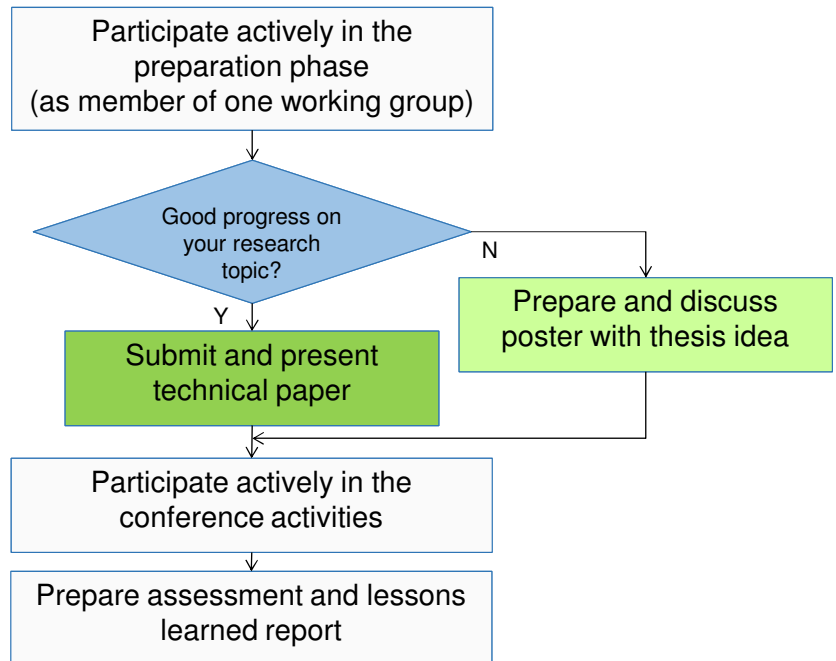 Participate actively in the
preparation phase
(as member of one working group)
Good progress on
your research
topic?
N
Y
Prepare and discuss
poster with thesis idea
Submit and present
technical paper
Participate actively in the
conference activities
Prepare assessment and lessons
learned report